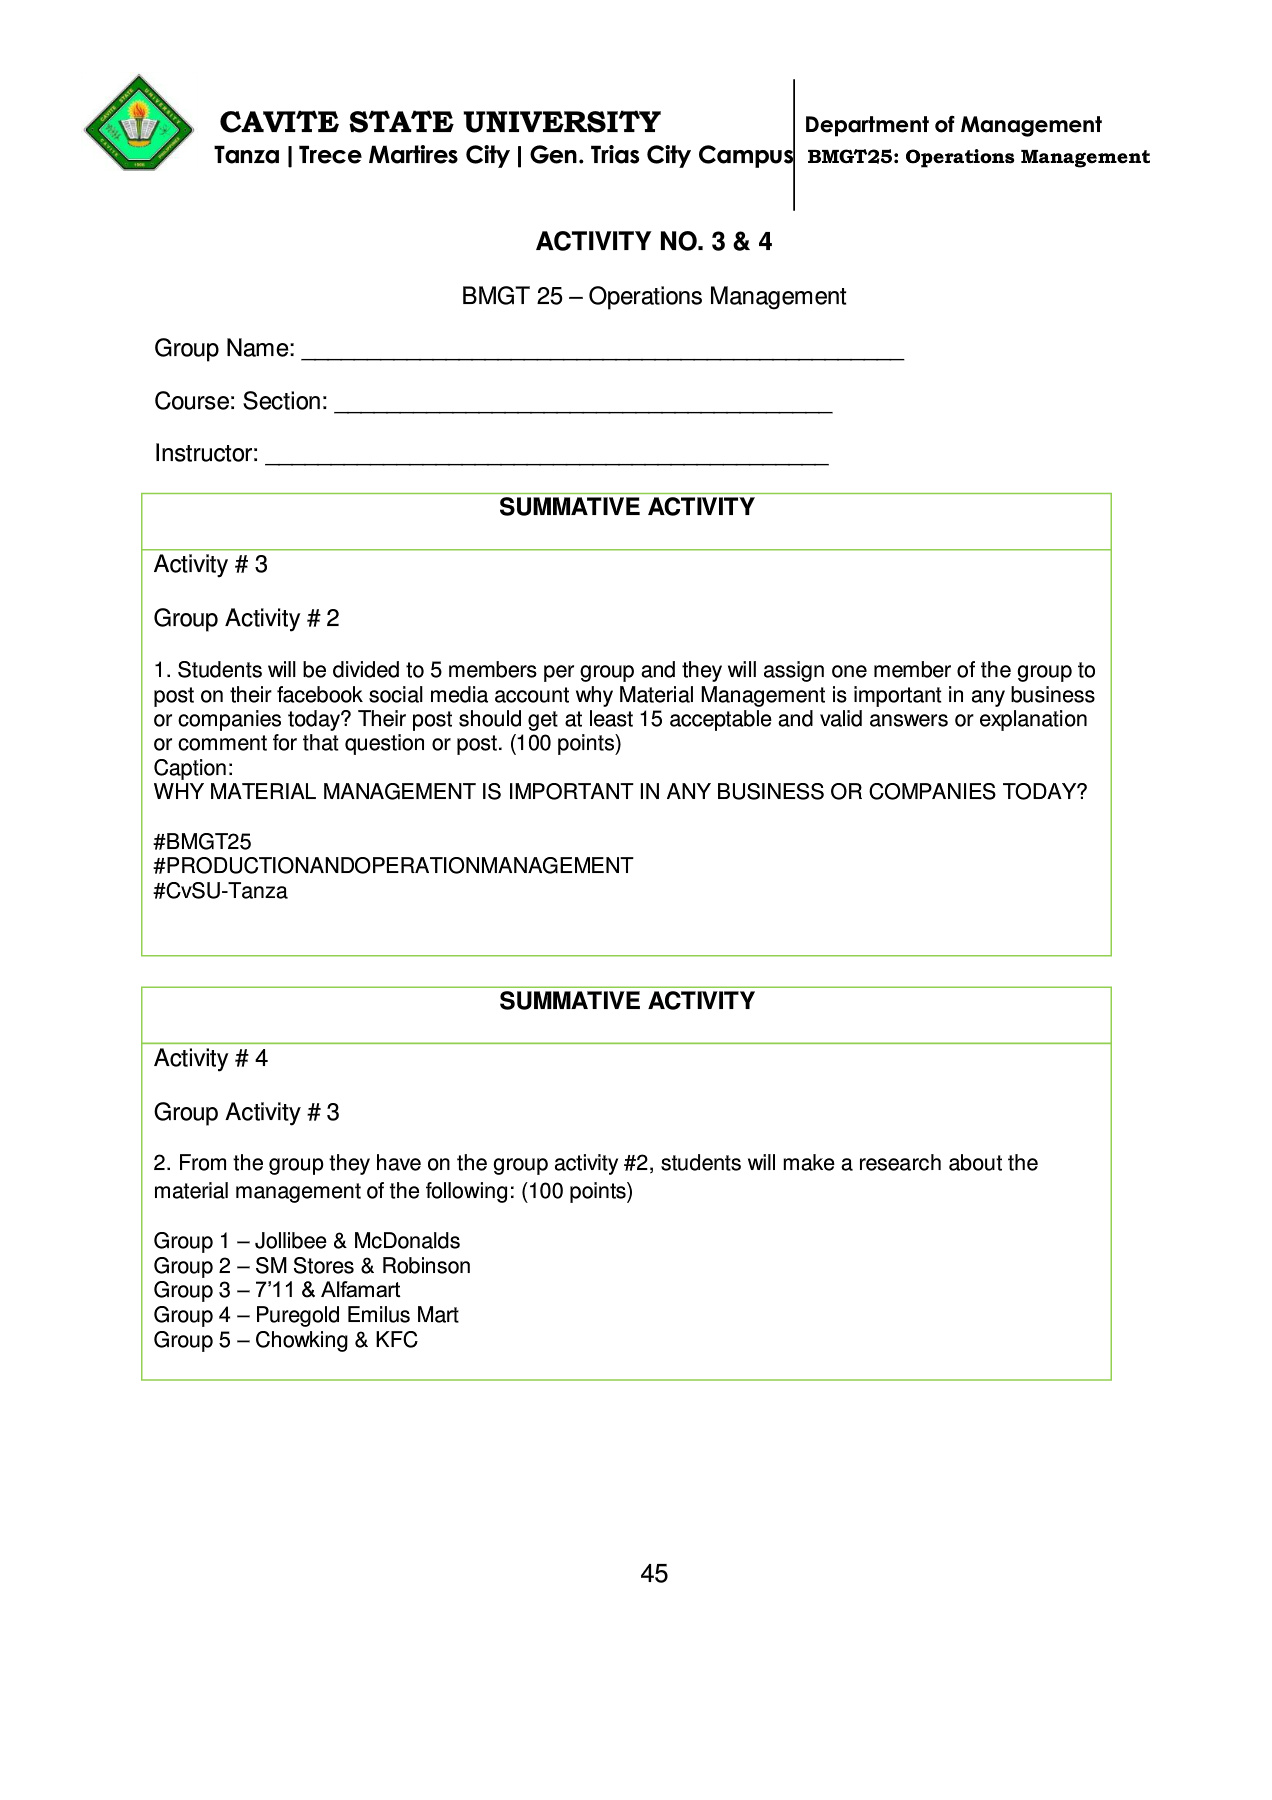 CAVITE STATE UNIVERSITY
Tanza | Trece Martires City | Gen. Trias City Campus
Department of Management
BMGT25: Operations Management
ACTIVITY NO. 3 & 4
BMGT 25 – Operations Management
Group Name: ______________________________________________
Course: Section: ______________________________________
Instructor: ___________________________________________
SUMMATIVE ACTIVITY
Activity # 3
Group Activity # 2
1. Students will be divided to 5 members per group and they will assign one member of the group to
post on their facebook social media account why Material Management is important in any business
or companies today? Their post should get at least 15 acceptable and valid answers or explanation
or comment for that question or post. (100 points)
Caption:
WHY MATERIAL MANAGEMENT IS IMPORTANT IN ANY BUSINESS OR COMPANIES TODAY?
#BMGT25
#PRODUCTIONANDOPERATIONMANAGEMENT
#CvSU-Tanza
SUMMATIVE ACTIVITY
Activity # 4
Group Activity # 3
2. From the group they have on the group activity #2, students will make a research about the
material management of the following: (100 points)
Group 1 – Jollibee & McDonalds
Group 2 – SM Stores & Robinson
Group 3 – 7’11 & Alfamart
Group 4 – Puregold Emilus Mart
Group 5 – Chowking & KFC
45